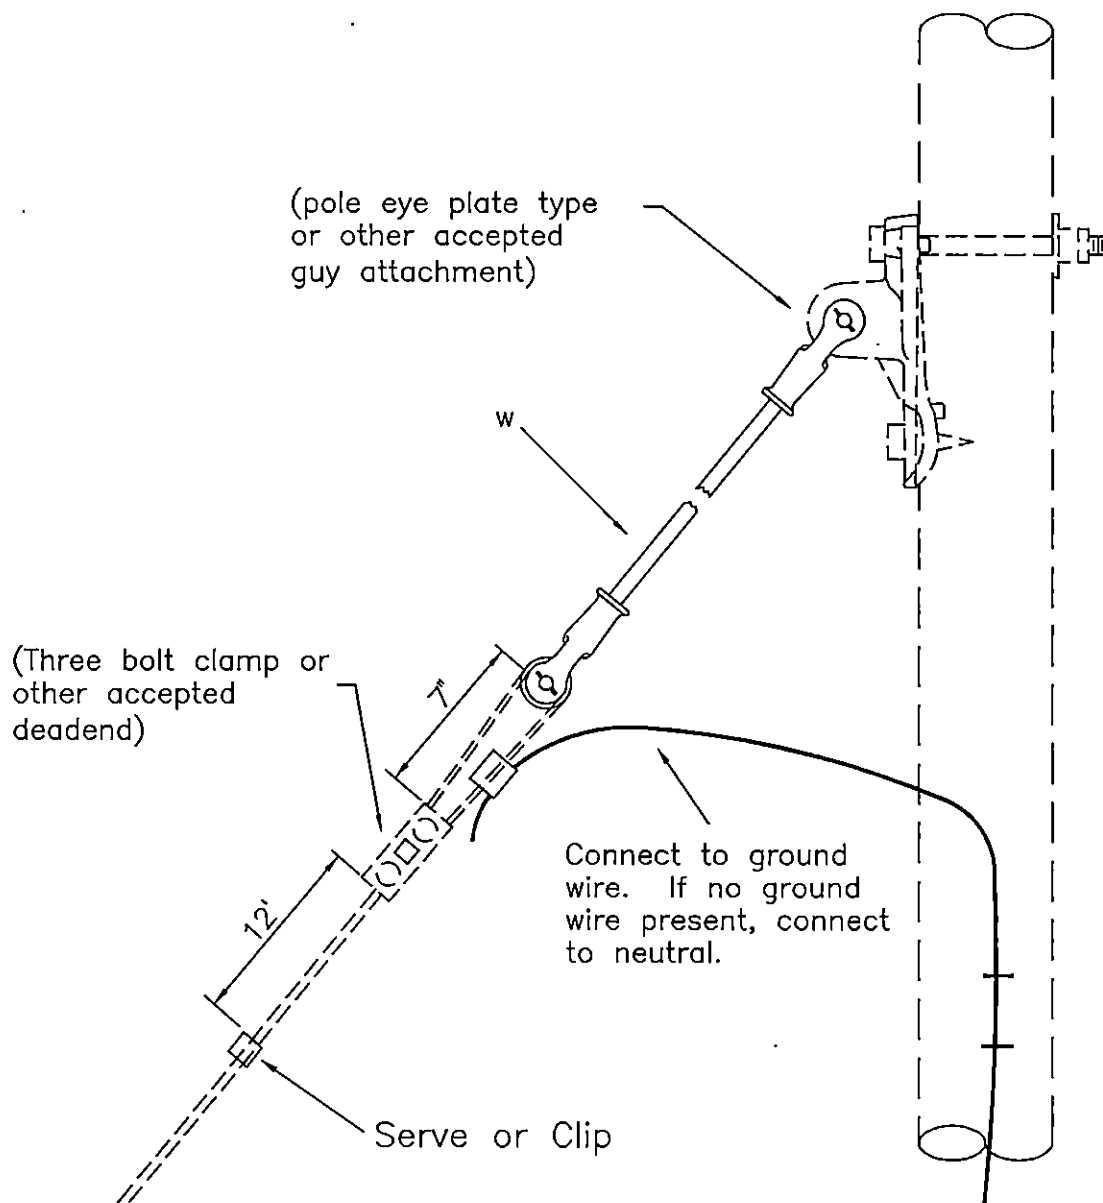 (pole eye plate type
or other accepted
guy attachment)
w
(Three bolt clamp or
other accepted
deadend)
7"
12'
Connect to ground
wire. If no ground
wire present, connect
to neutral.
Serve or Clip